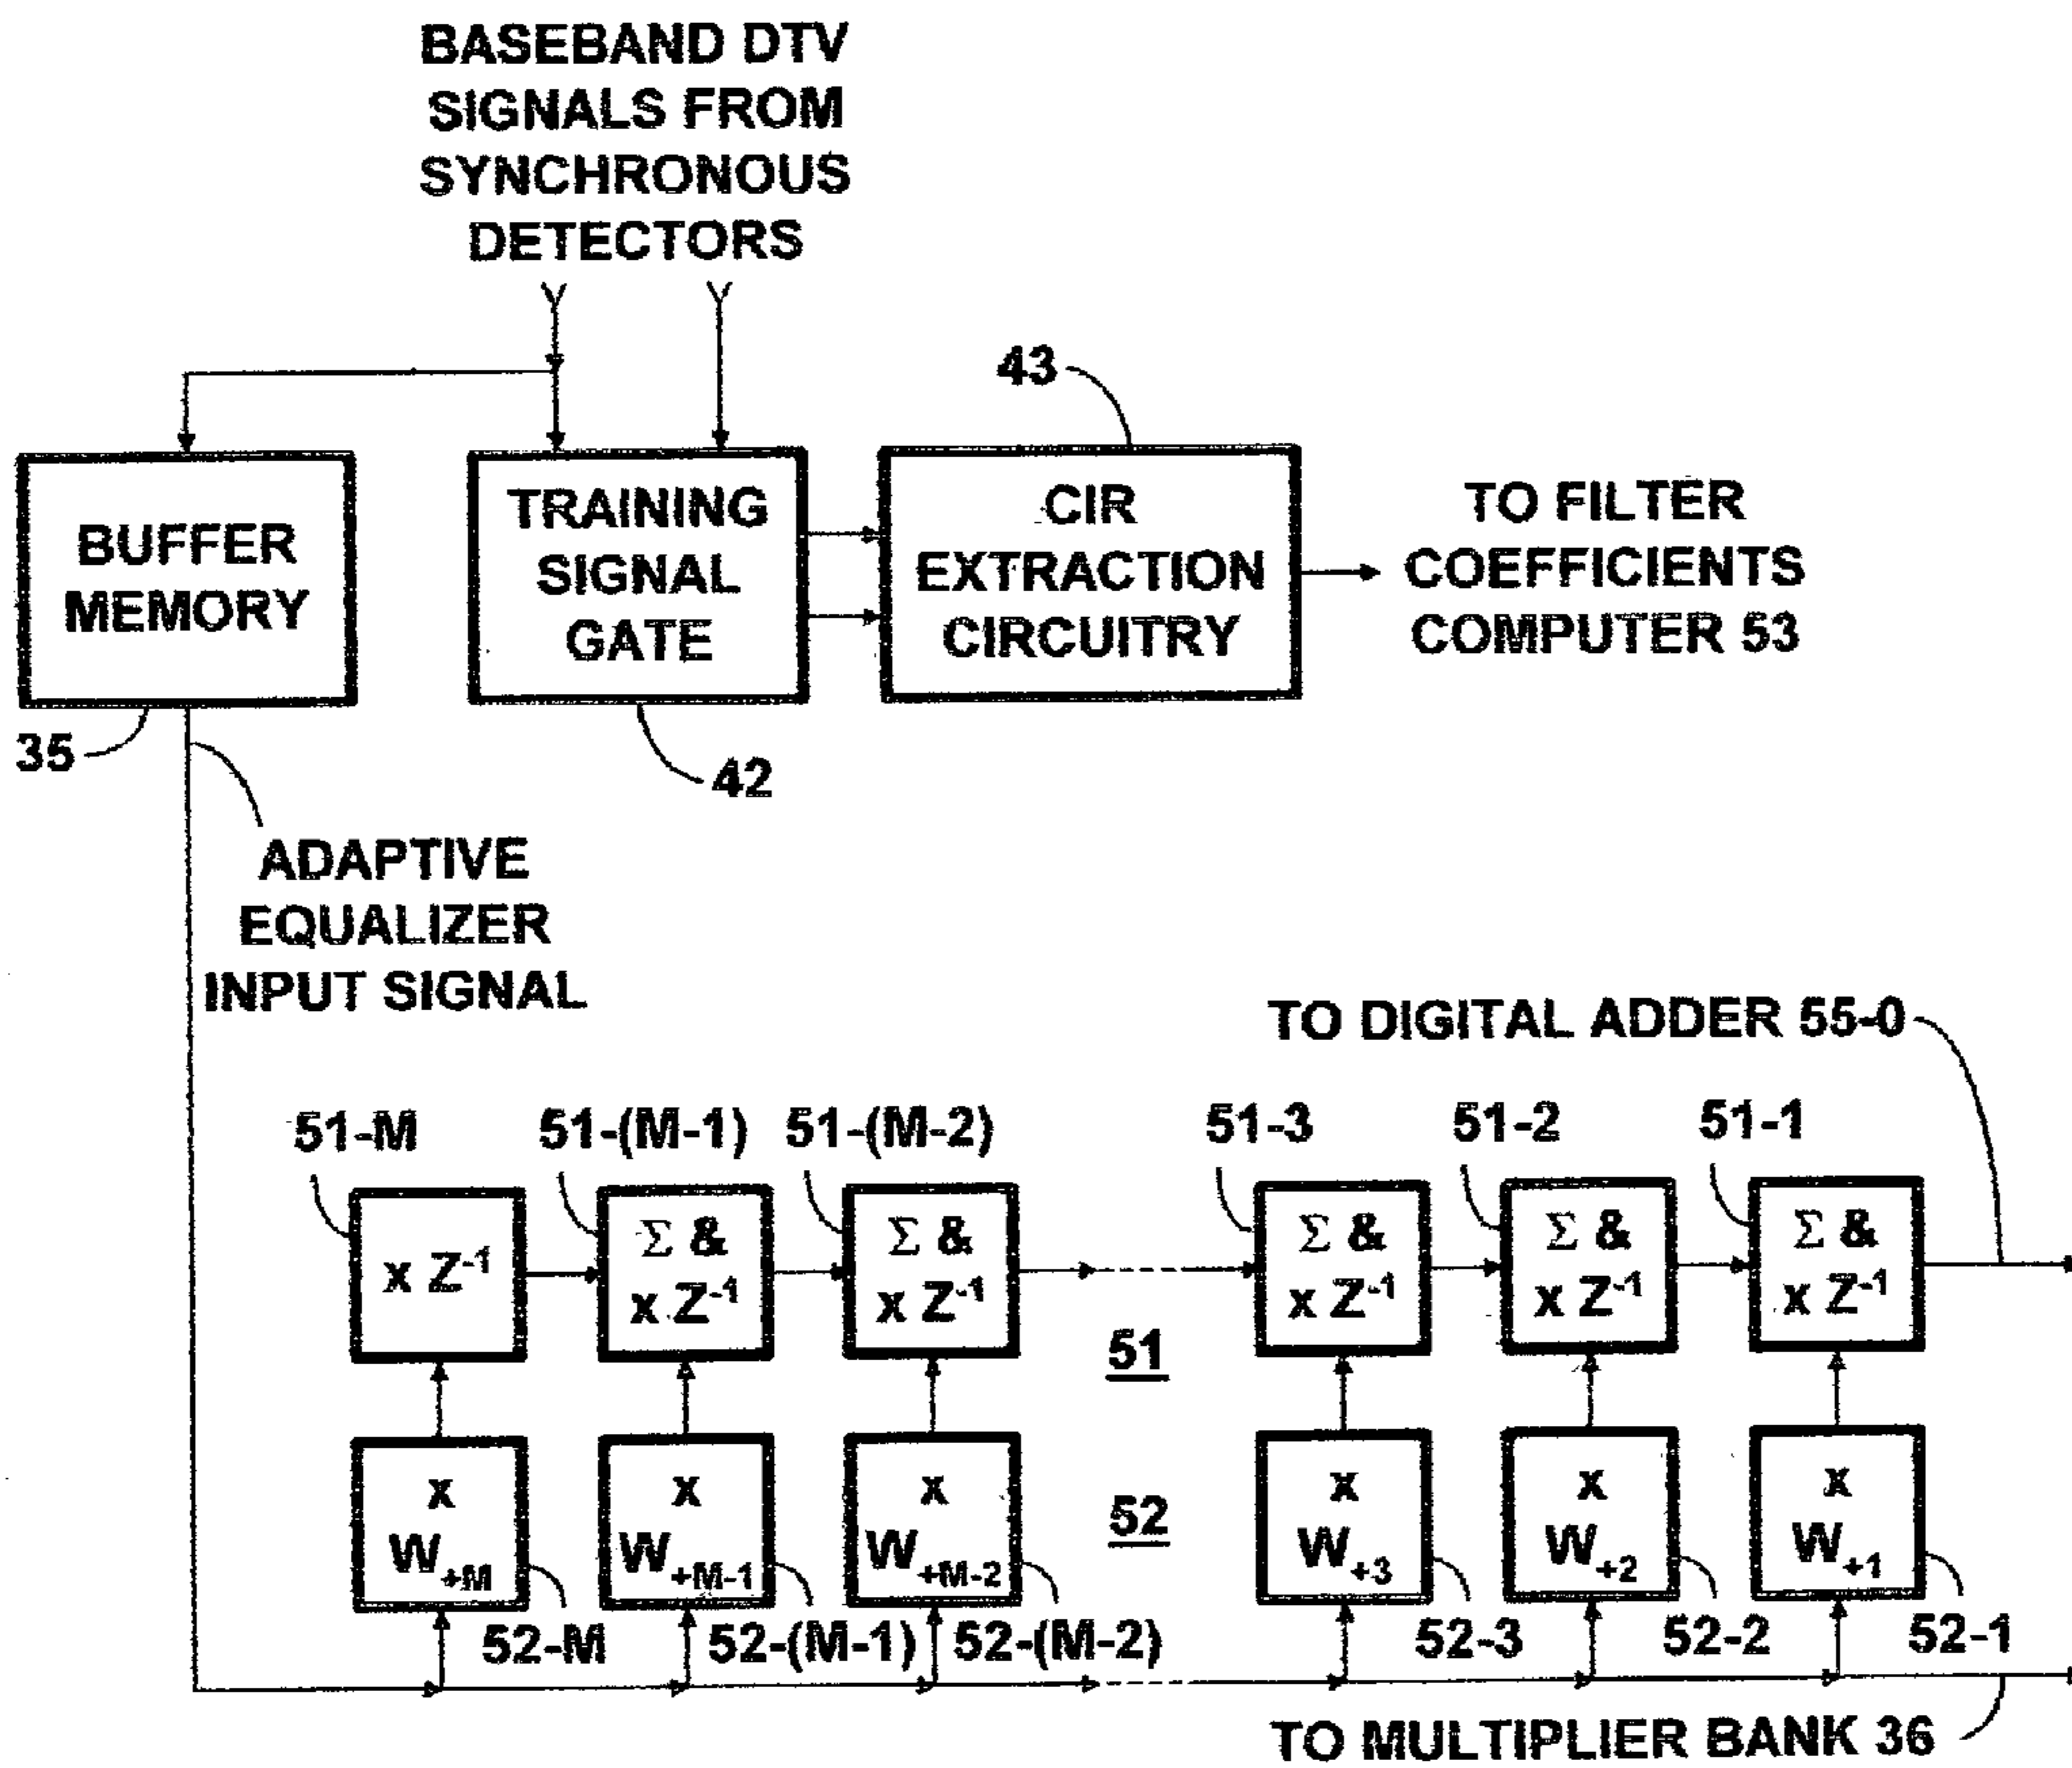 BASEBAND DTV
SIGNALS FROM
SYNCHRONOUS
DETECTORS
43
BUFFER
MEMORY
TRAINING
SIGNAL
GATE
CIR
EXTRACTION
CIRCUITRY
TO FILTER
COEFFICIENTS
COMPUTER 53
35
42
ADAPTIVE
EQUALIZER
INPUT SIGNAL
TO DIGITAL ADDER 55-0
51-M
51-(M-1)
51-(M-2)
51-3
51-2
51-1
x Z⁻¹
Σ &
x Z⁻¹
Σ &
x Z⁻¹
51
Σ &
x Z⁻¹
Σ &
x Z⁻¹
Σ &
x Z⁻¹
x
W+M
x
W+M-1
x
W+M-2
52
x
W+3
x
W+2
x
W+1
52-M
52-(M-1)
52-(M-2)
52-3
52-2
52-1
TO MULTIPLIER BANK 36